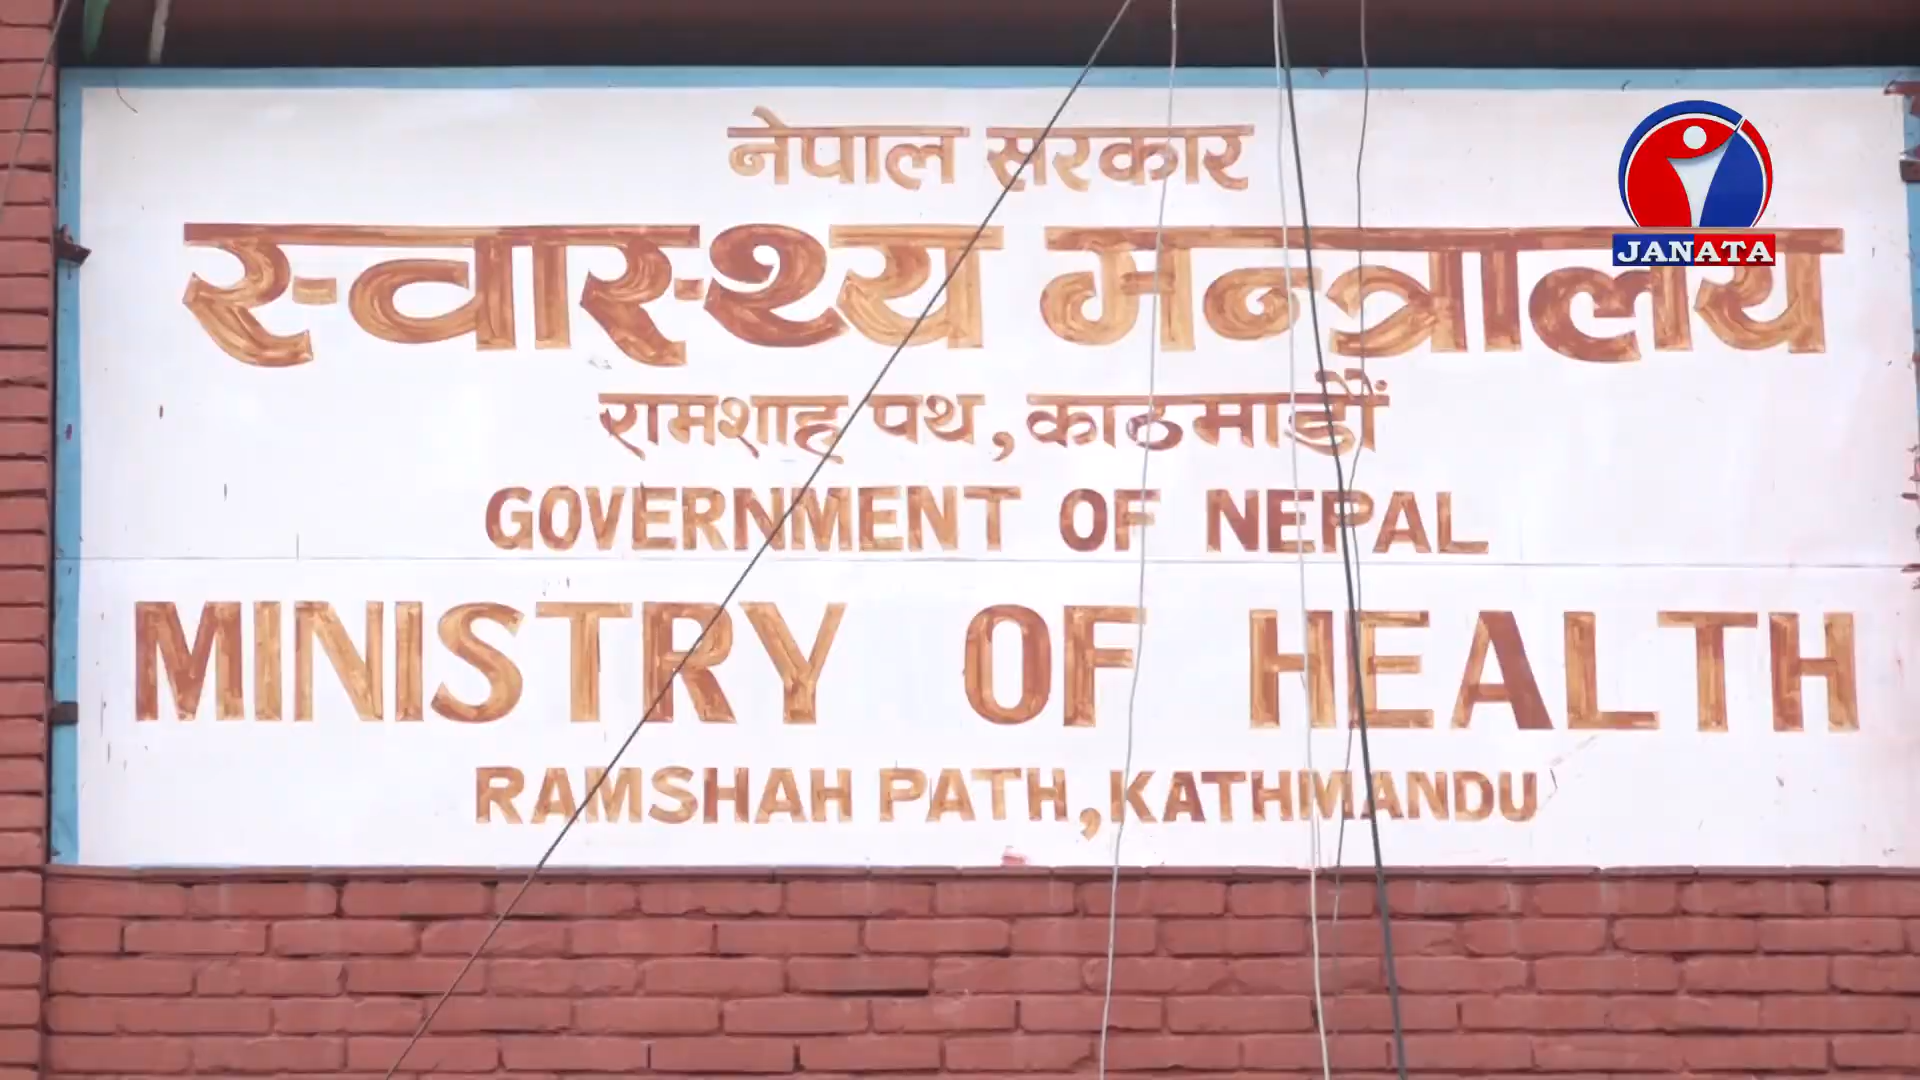 नेपाल सरकार
स्वास्थ्य मन्त्रालय
रामशाह पथ, काठमाडौं
GOVERNMENT OF NEPAL
MINISTRY OF HEALTH
RAMSHAH PATH, KATHMANDU
JANATA